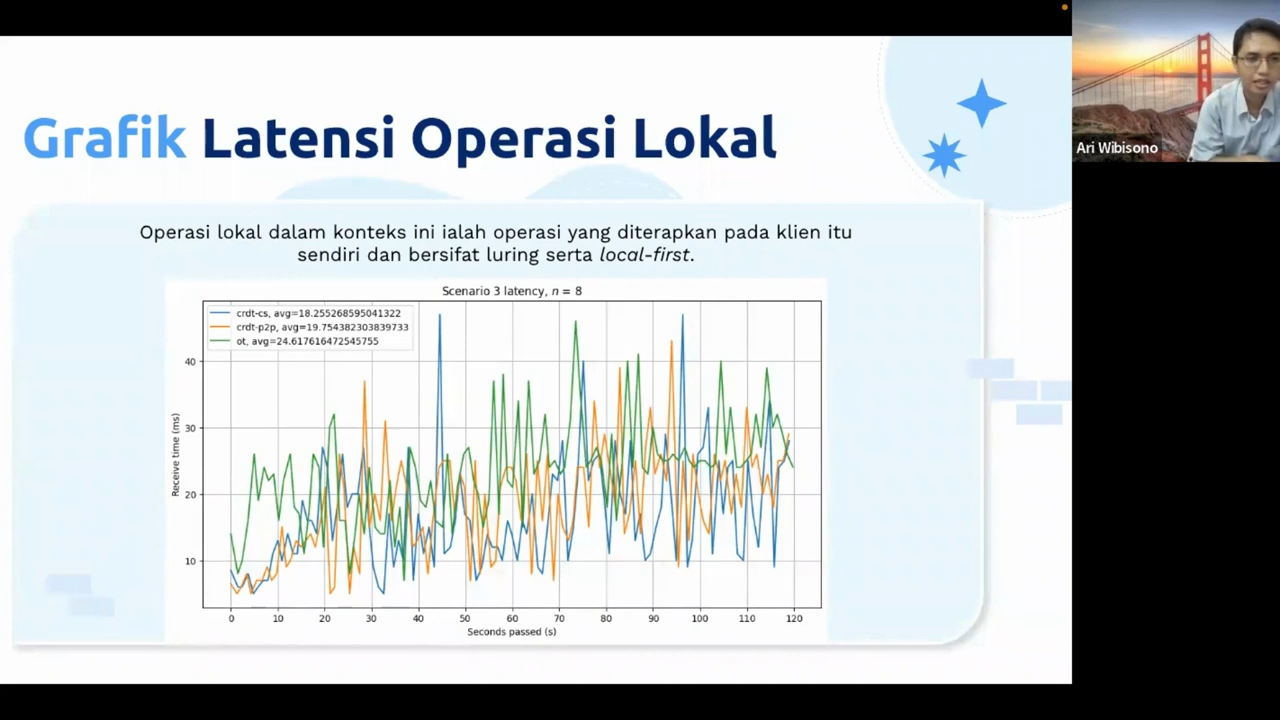 Grafik Latensi Operasi Lokal
Ari Wibisono
Operasi lokal dalam konteks ini ialah operasi yang diterapkan pada klien itu
sendiri dan bersifat luring serta local-first.
Scenario 3 latency, n = 8
crdt-cs, avg=18.255268595041322
crdt-p2p, avg=19.754382303839733
ot, avg=24.617616472545755
40
30
20
10
Receive time (ms)
0 10 20 30 40 50 60 70 80 90 100 110 120
Seconds passed (s)